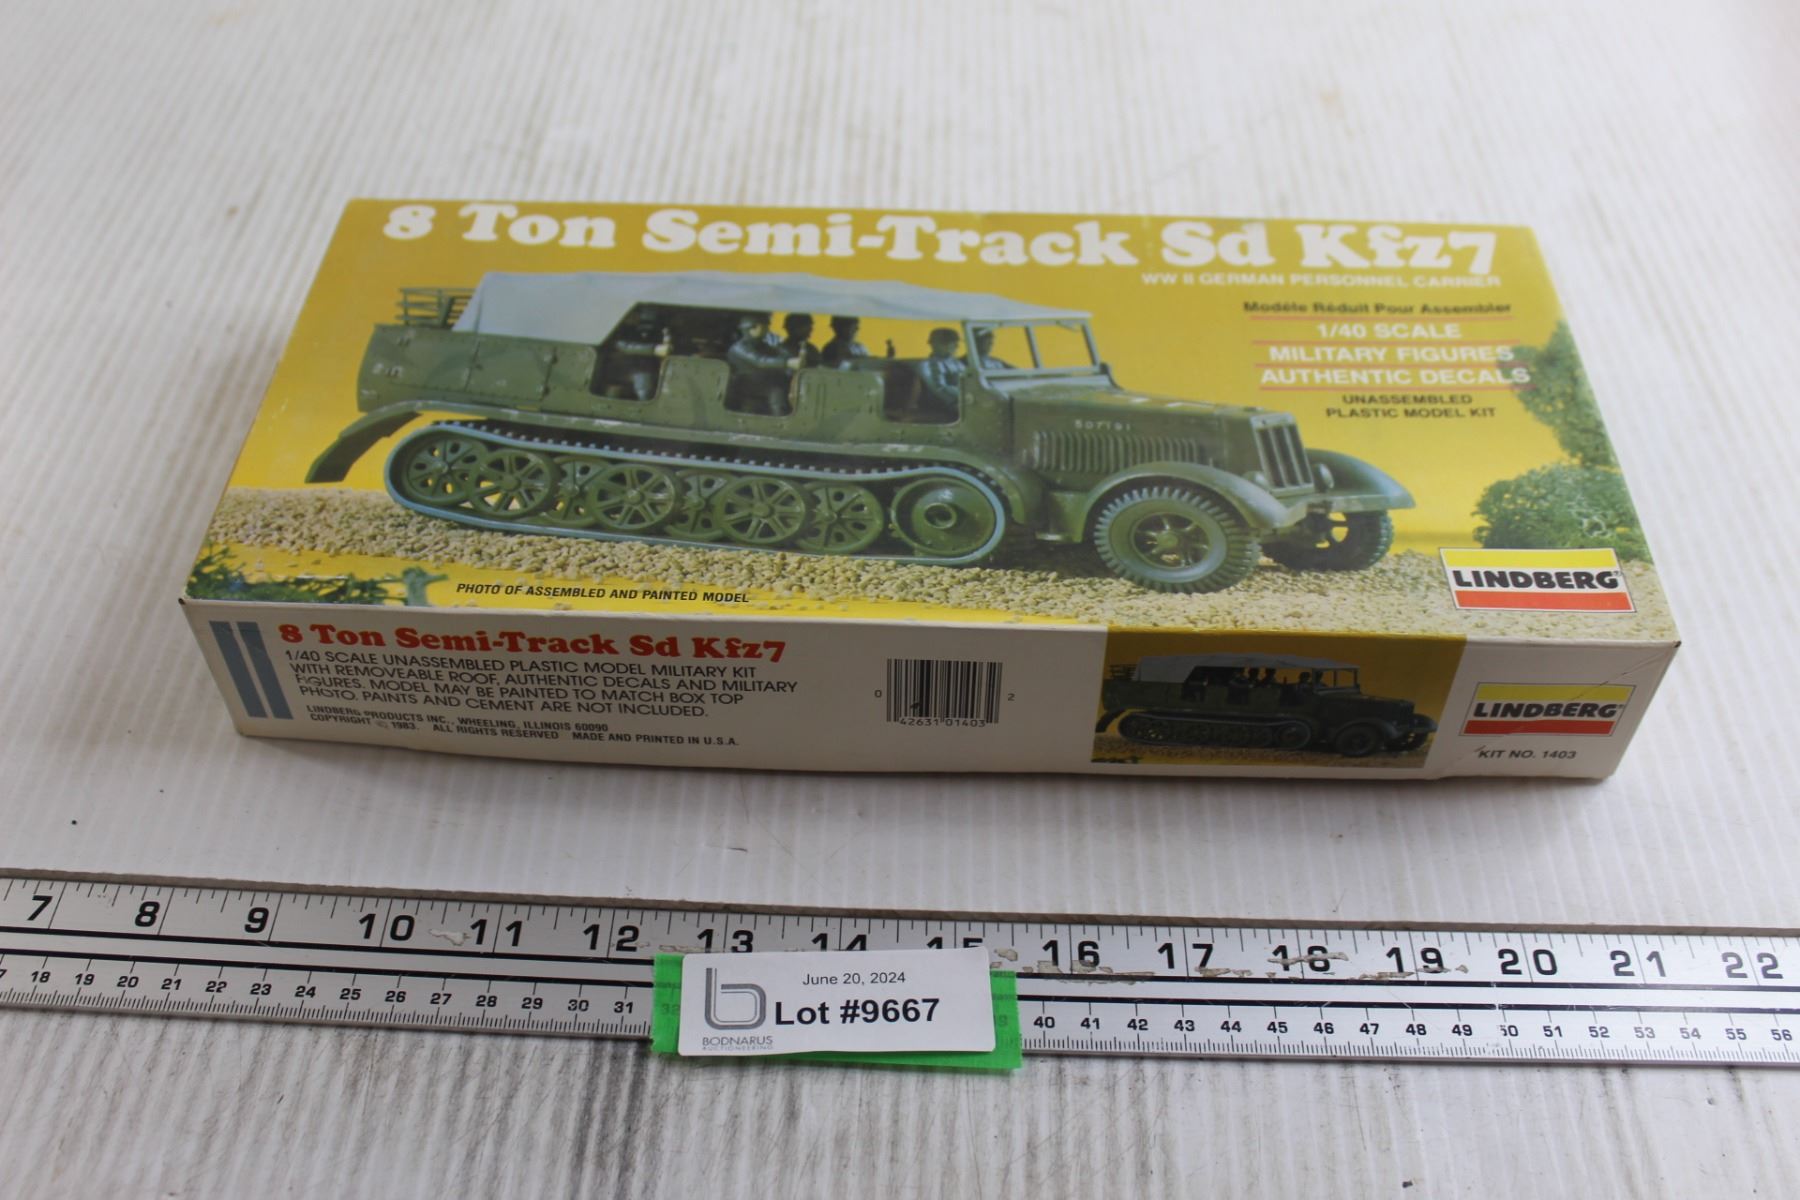 8 Ton Semi-Track Sd Kfz7
WW II GERMAN PERSONNEL CARRIER
Modèle Réduit Pour Assembler
1/40 SCALE
MILITARY FIGURES
AUTHENTIC DECALS
UNASSEMBLED
PLASTIC MODEL KIT
507191
LINDBERG
PHOTO OF ASSEMBLED AND PAINTED MODEL
8 Ton Semi-Track Sd Kfz7
1/40 SCALE UNASSEMBLED PLASTIC MODEL MILITARY KIT
WITH REMOVEABLE ROOF, AUTHENTIC DECALS AND MILITARY
FIGURES. MODEL MAY BE PAINTED TO MATCH BOX TOP
PHOTO. PAINTS AND CEMENT ARE NOT INCLUDED.
LINDBERG PRODUCTS INC., WHEELING, ILLINOIS 60090
COPYRIGHT © 1983. ALL RIGHTS RESERVED MADE AND PRINTED IN U.S.A.
0 42631 01403 2
LINDBERG
KIT NO. 1403
7 8 9 10 11 12 13 14 15 16 17 18 19 20 21 22
18 19 20 21 22 23 24 25 26 27 28 29 30 31 40 41 42 43 44 45 46 47 48 49 50 51 52 53 54 55 56
June 20, 2024
Lot #9667
BODNARUS
AUCTIONEERING